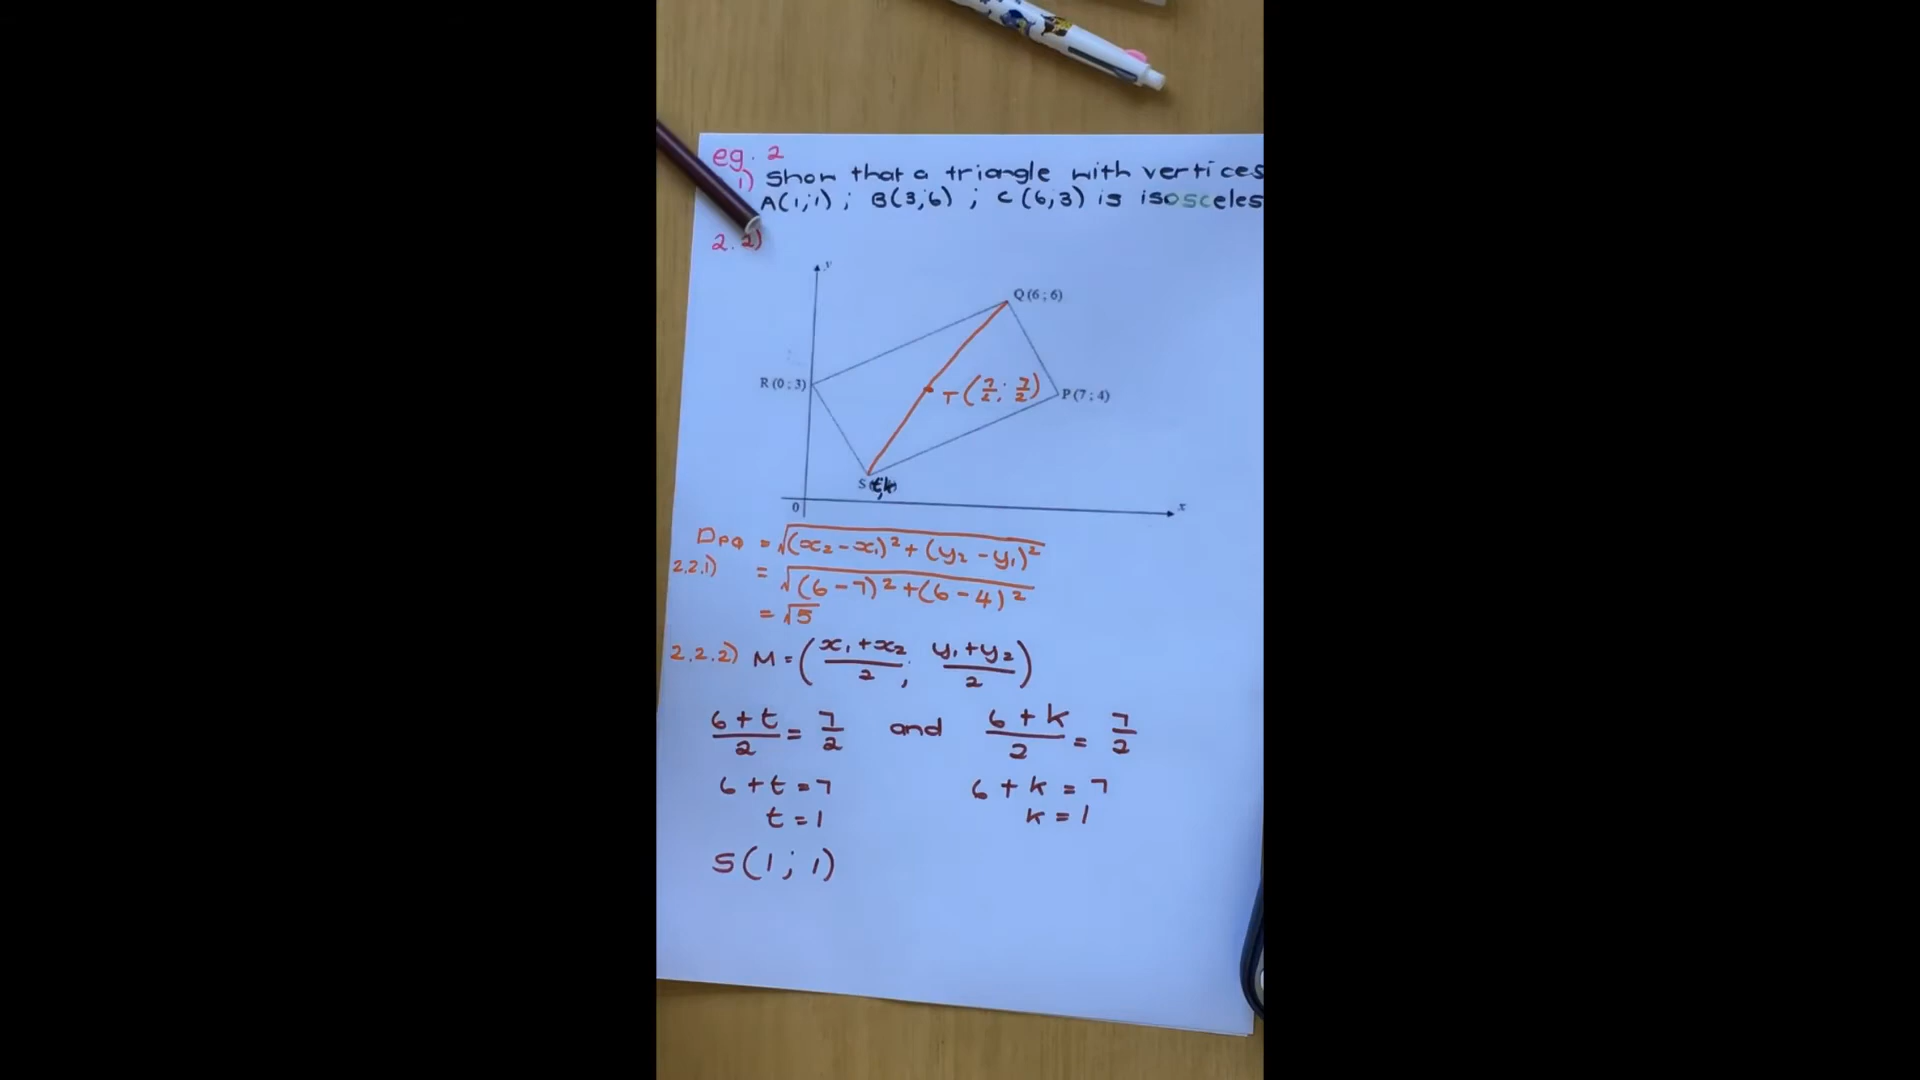 eg. 2
1) Show that a triangle with vertices
A(1;1) ; B(3;6) ; C(6;3) is isosceles
2.2)
y
Q (6 ; 6)
R (0 ; 3)
T (7/2 ; 7/2)
P (7 ; 4)
S (t;k)
0
x
DPQ = √(x₂ − x₁)² + (y₂ − y₁)²
2.2.1) = √(6 − 7)² + (6 − 4)²
= √5
2.2.2) M = (x₁ + x₂/2 ; y₁ + y₂/2)
6 + t/2 = 7/2 and 6 + k/2 = 7/2
6 + t = 7 6 + k = 7
t = 1 k = 1
S(1 ; 1)